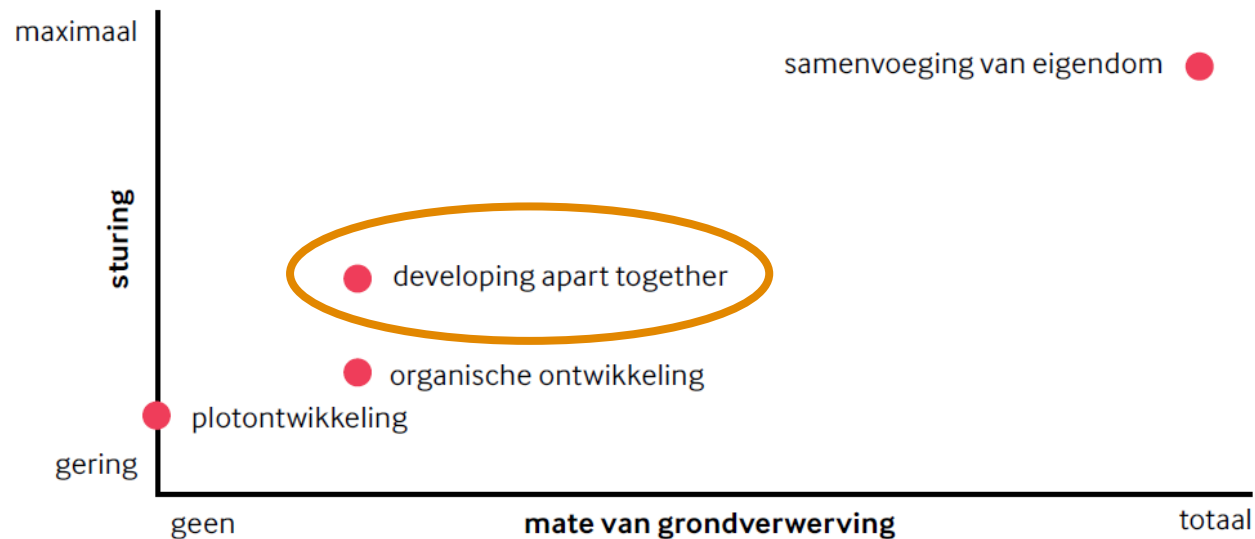 maximaal
samenvoeging van eigendom
sturing
developing apart together
organische ontwikkeling
plotontwikkeling
gering
geen
mate van grondverwerving
totaal